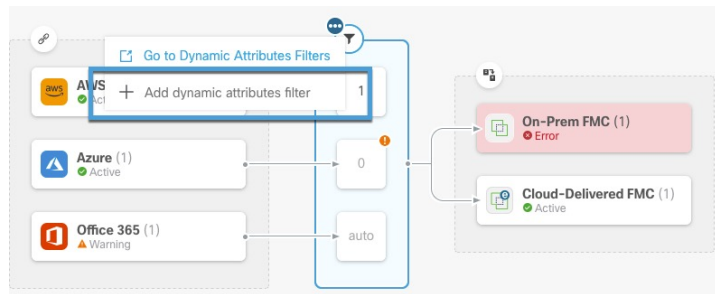 Go to Dynamic Attributes Filters
Add dynamic attributes filter
aws
AWS
Act
1
Azure (1)
Active
0
Office 365 (1)
Warning
auto
On-Prem FMC (1)
Error
Cloud-Delivered FMC (1)
Active